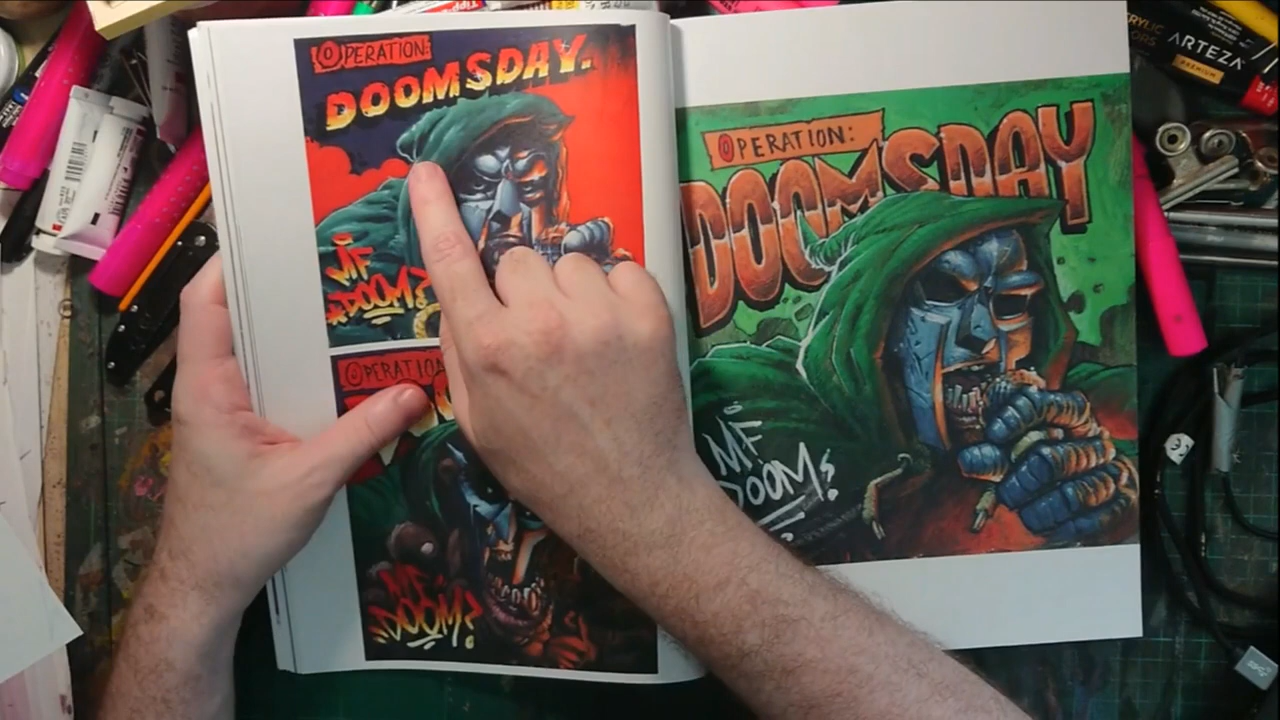 OPERATION:
DOOMSDAY.
MF
DOOM?
OPERATION
MF
DOOM?
OPERATION:
DOOMSDAY
MF
DOOM?
ARTEZA
PREMIUM